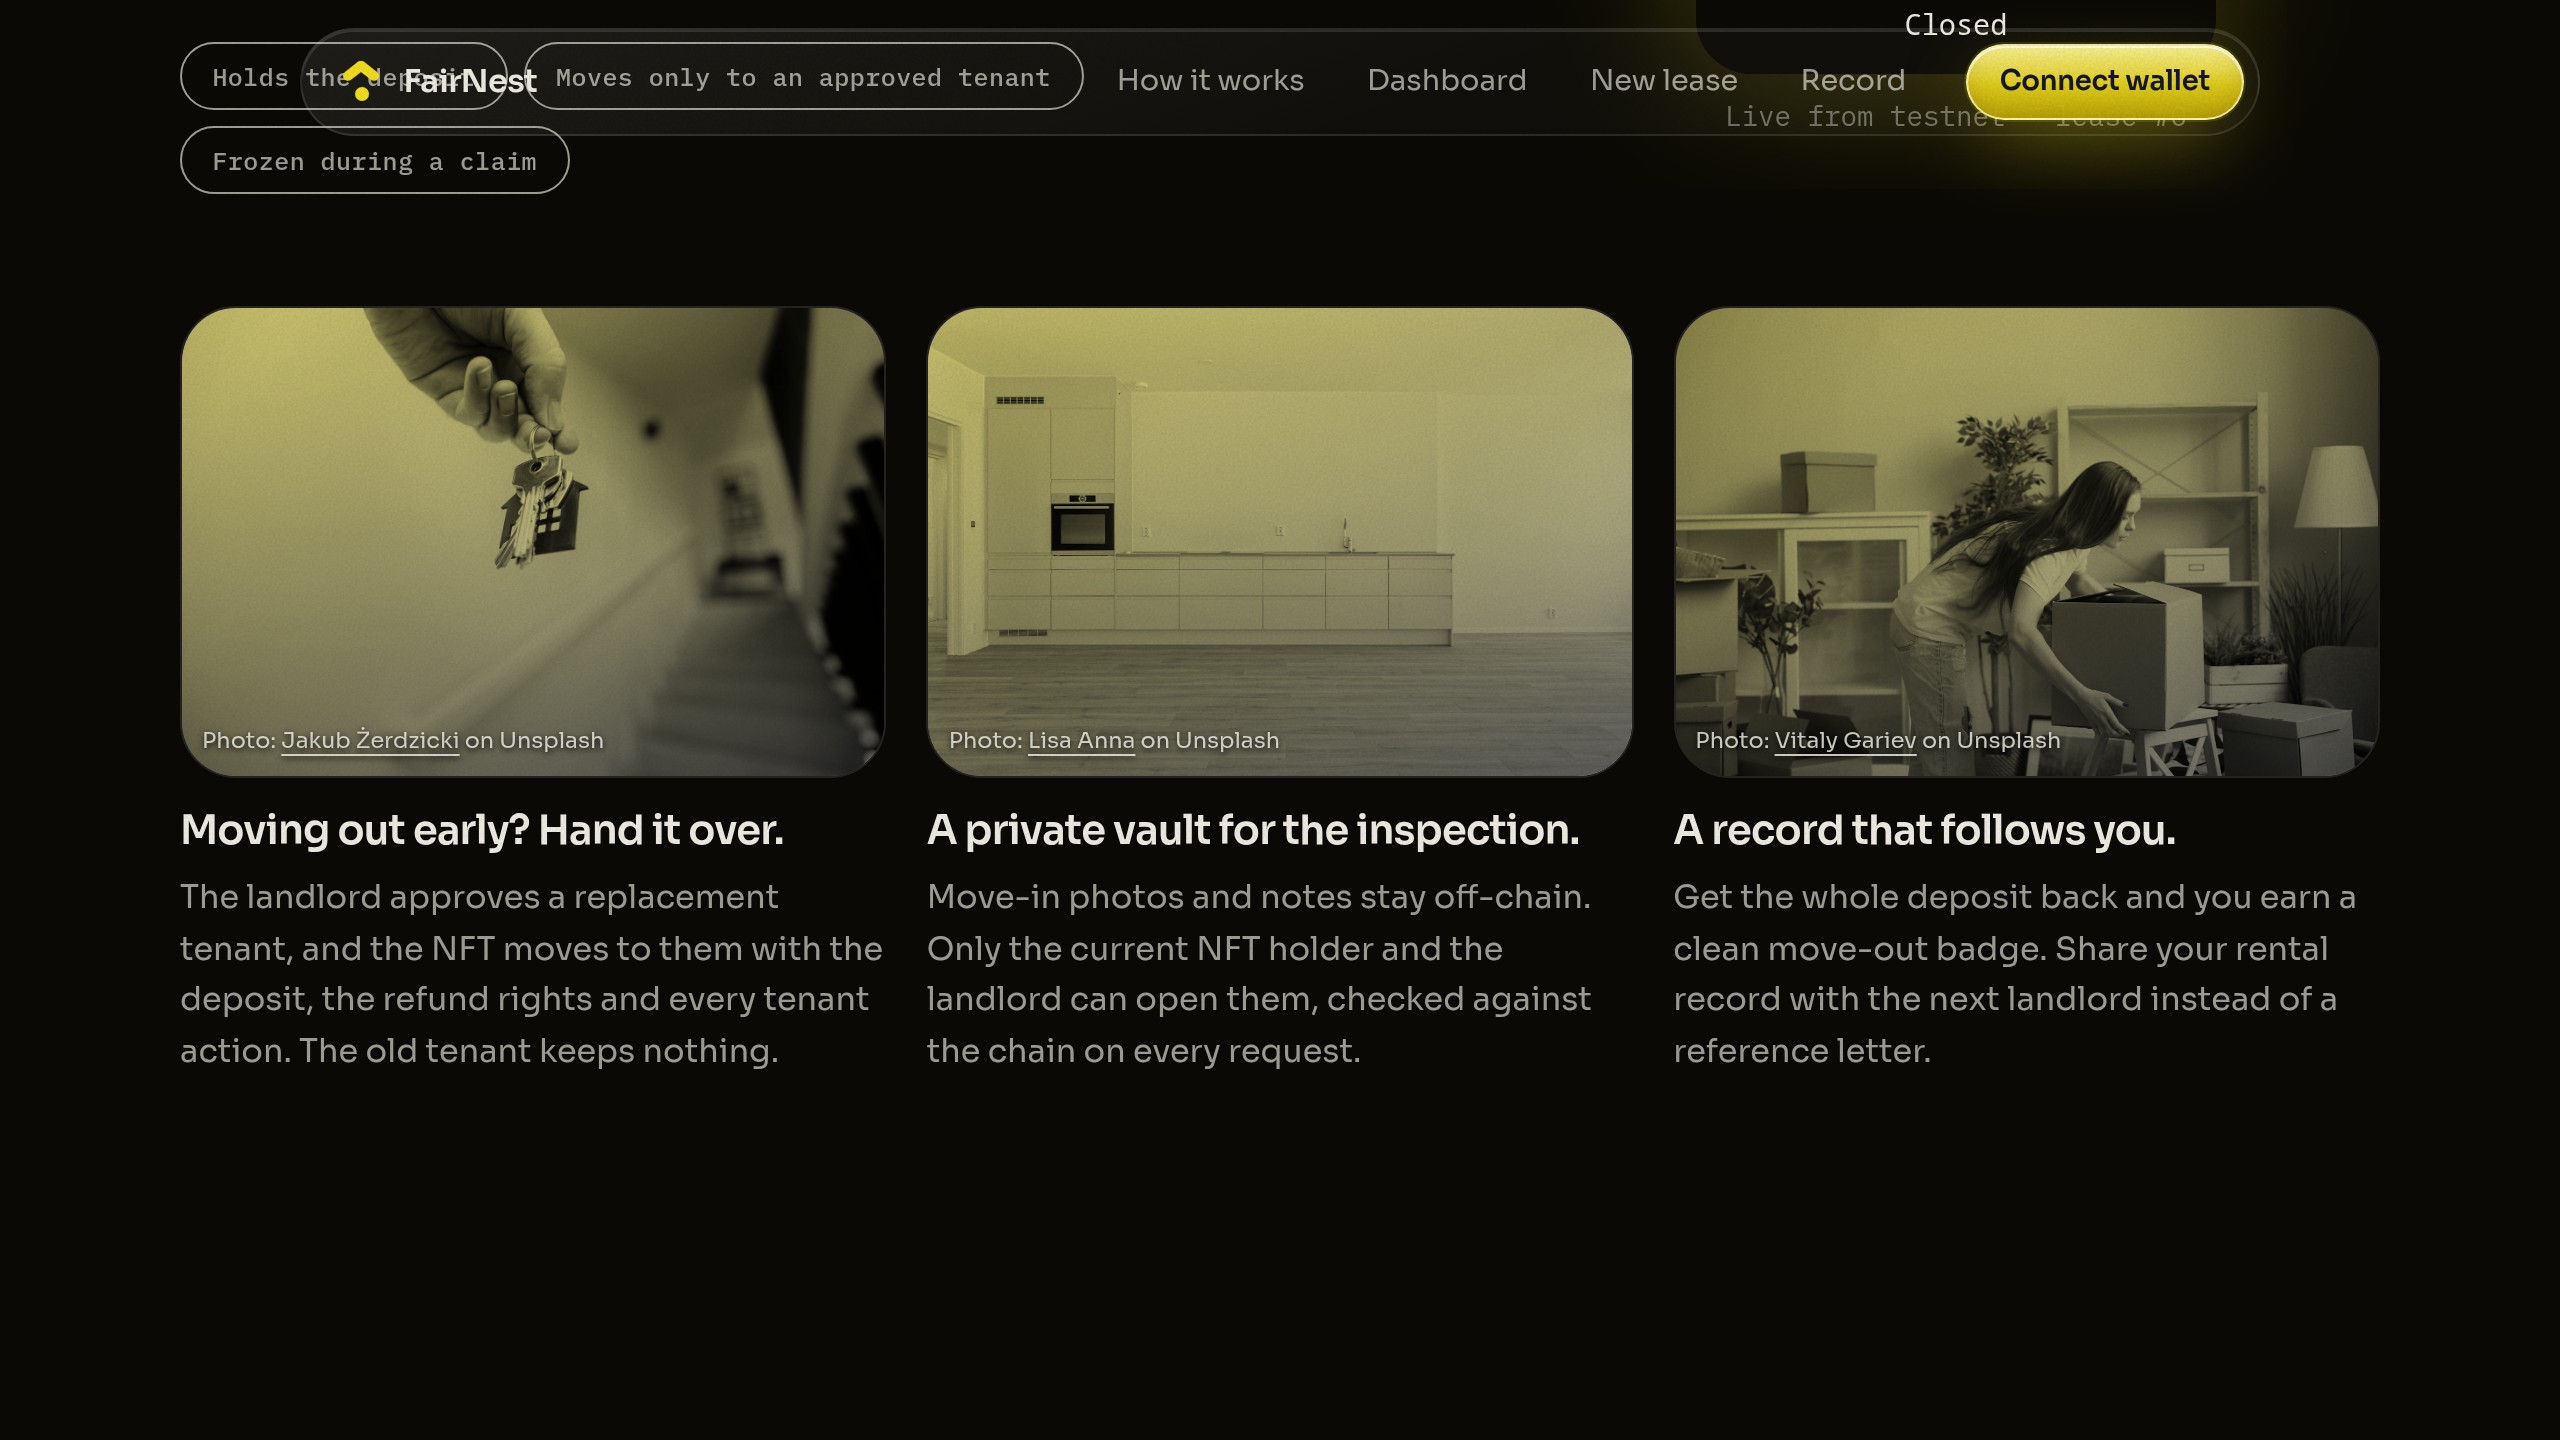 Closed
Holds the deposit
FairNest
Moves only to an approved tenant
How it works
Dashboard
New lease
Record
Connect wallet
Live from testnet
Frozen during a claim
Photo: Jakub Żerdzicki on Unsplash
Photo: Lisa Anna on Unsplash
Photo: Vitaly Gariev on Unsplash
Moving out early? Hand it over.
The landlord approves a replacement
tenant, and the NFT moves to them with the
deposit, the refund rights and every tenant
action. The old tenant keeps nothing.
A private vault for the inspection.
Move-in photos and notes stay off-chain.
Only the current NFT holder and the
landlord can open them, checked against
the chain on every request.
A record that follows you.
Get the whole deposit back and you earn a
clean move-out badge. Share your rental
record with the next landlord instead of a
reference letter.